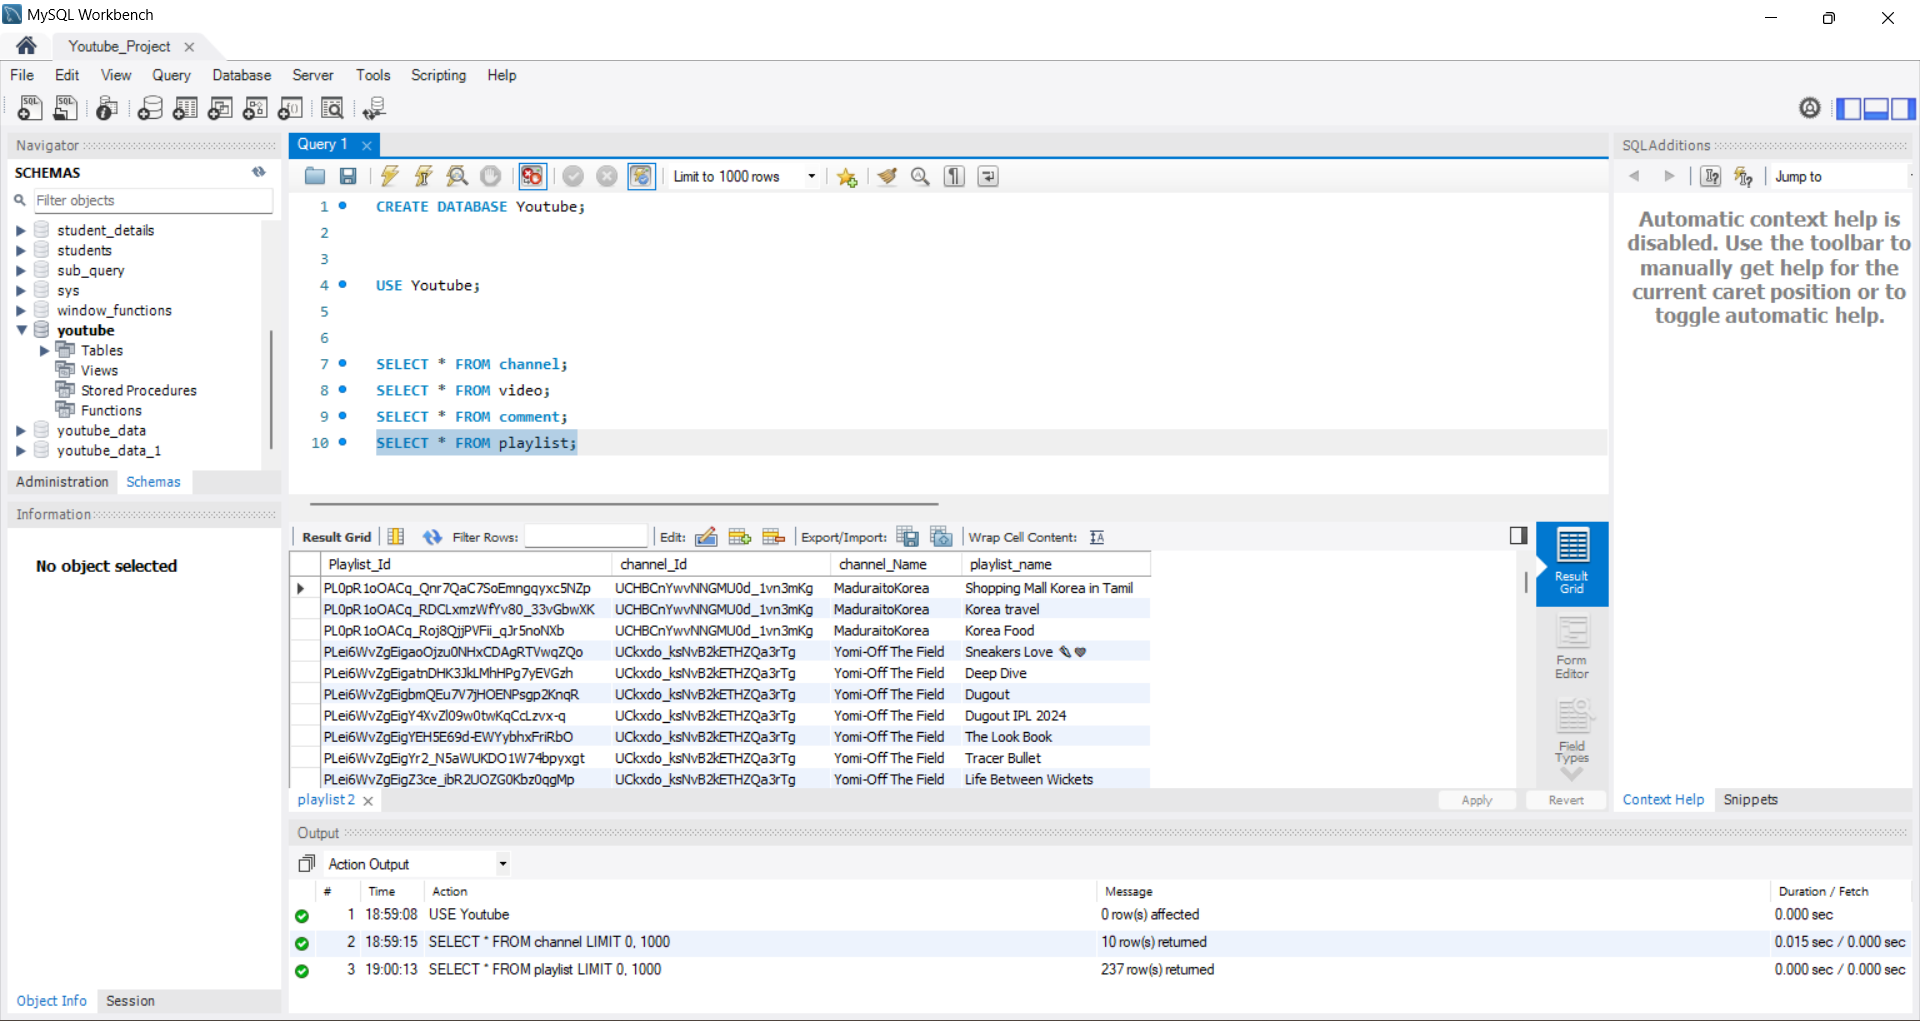 MySQL Workbench
Youtube_Project
File Edit View Query Database Server Tools Scripting Help
Navigator
SCHEMAS
Filter objects
student_details
students
sub_query
sys
window_functions
youtube
Tables
Views
Stored Procedures
Functions
youtube_data
youtube_data_1
Administration Schemas
Information
No object selected
Object Info Session
Query 1
Limit to 1000 rows
1 CREATE DATABASE Youtube;
2
3
4 USE Youtube;
5
6
7 SELECT * FROM channel;
8 SELECT * FROM video;
9 SELECT * FROM comment;
10 SELECT * FROM playlist;
Result Grid Filter Rows: Edit: Export/Import: Wrap Cell Content:
Playlist_Id channel_Id channel_Name playlist_name
PL0pR1oOACq_Qnr7QaC7SoEmngqyxc5NZp UCHBCnYwvNNGMU0d_1vn3mKg MaduraitoKorea Shopping Mall Korea in Tamil
PL0pR1oOACq_RDCLxmzWfYv80_33vGbwXK UCHBCnYwvNNGMU0d_1vn3mKg MaduraitoKorea Korea travel
PL0pR1oOACq_Roj8QjjPVFii_qJr5noNXb UCHBCnYwvNNGMU0d_1vn3mKg MaduraitoKorea Korea Food
PLei6WvZgEigaoOjzu0NHxCDAgRTVwqZQo UCkxdo_ksNvB2kETHZQa3rTg Yomi-Off The Field Sneakers Love
PLei6WvZgEigatnDHK3JkLMhHPg7yEVGzh UCkxdo_ksNvB2kETHZQa3rTg Yomi-Off The Field Deep Dive
PLei6WvZgEigbmQEu7V7jHOENPsgp2KnqR UCkxdo_ksNvB2kETHZQa3rTg Yomi-Off The Field Dugout
PLei6WvZgEigY4XvZl09w0twKqCcLzvx-q UCkxdo_ksNvB2kETHZQa3rTg Yomi-Off The Field Dugout IPL 2024
PLei6WvZgEigYEH5E69d-EWYybhxFriRbO UCkxdo_ksNvB2kETHZQa3rTg Yomi-Off The Field The Look Book
PLei6WvZgEigYr2_N5aWUKDO1W74bpyxgt UCkxdo_ksNvB2kETHZQa3rTg Yomi-Off The Field Tracer Bullet
PLei6WvZgEigZ3ce_ibR2UOZG0Kbz0qgMp UCkxdo_ksNvB2kETHZQa3rTg Yomi-Off The Field Life Between Wickets
Result Grid
Form Editor
Field Types
playlist 2
Apply Revert
SQLAdditions
Jump to
Automatic context help is
disabled. Use the toolbar to
manually get help for the
current caret position or to
toggle automatic help.
Context Help Snippets
Output
Action Output
# Time Action Message Duration / Fetch
1 18:59:08 USE Youtube 0 row(s) affected 0.000 sec
2 18:59:15 SELECT * FROM channel LIMIT 0, 1000 10 row(s) returned 0.015 sec / 0.000 sec
3 19:00:13 SELECT * FROM playlist LIMIT 0, 1000 237 row(s) returned 0.000 sec / 0.000 sec